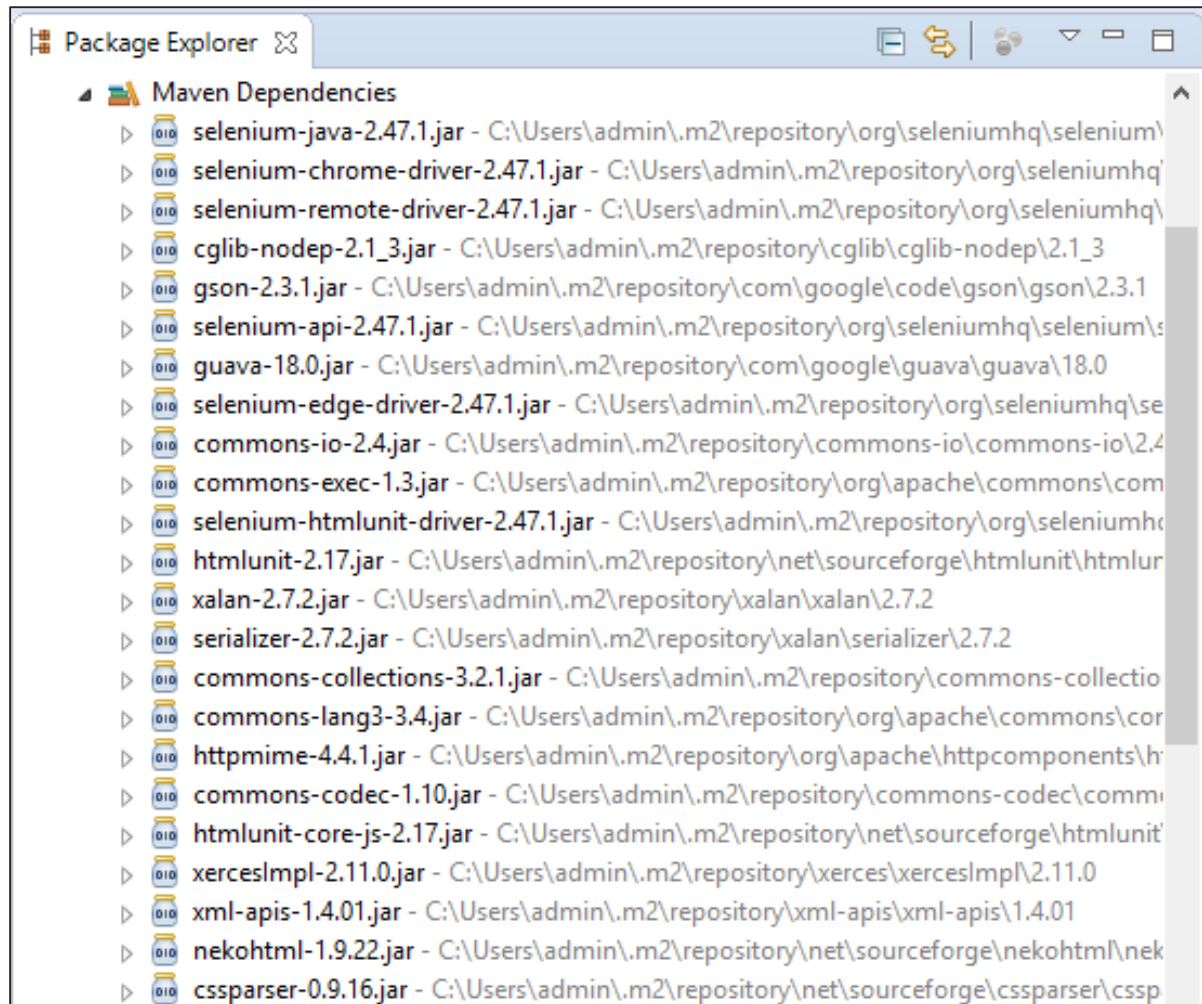 Package Explorer
Maven Dependencies
selenium-java-2.47.1.jar - C:\Users\admin\.m2\repository\org\seleniumhq\selenium\
selenium-chrome-driver-2.47.1.jar - C:\Users\admin\.m2\repository\org\seleniumhq\
selenium-remote-driver-2.47.1.jar - C:\Users\admin\.m2\repository\org\seleniumhq\
cglib-nodep-2.1_3.jar - C:\Users\admin\.m2\repository\cglib\cglib-nodep\2.1_3
gson-2.3.1.jar - C:\Users\admin\.m2\repository\com\google\code\gson\gson\2.3.1
selenium-api-2.47.1.jar - C:\Users\admin\.m2\repository\org\seleniumhq\selenium\s
guava-18.0.jar - C:\Users\admin\.m2\repository\com\google\guava\guava\18.0
selenium-edge-driver-2.47.1.jar - C:\Users\admin\.m2\repository\org\seleniumhq\se
commons-io-2.4.jar - C:\Users\admin\.m2\repository\commons-io\commons-io\2.4
commons-exec-1.3.jar - C:\Users\admin\.m2\repository\org\apache\commons\com
selenium-htmlunit-driver-2.47.1.jar - C:\Users\admin\.m2\repository\org\seleniumh
htmlunit-2.17.jar - C:\Users\admin\.m2\repository\net\sourceforge\htmlunit\htmlun
xalan-2.7.2.jar - C:\Users\admin\.m2\repository\xalan\xalan\2.7.2
serializer-2.7.2.jar - C:\Users\admin\.m2\repository\xalan\serializer\2.7.2
commons-collections-3.2.1.jar - C:\Users\admin\.m2\repository\commons-collectio
commons-lang3-3.4.jar - C:\Users\admin\.m2\repository\org\apache\commons\cor
httpmime-4.4.1.jar - C:\Users\admin\.m2\repository\org\apache\httpcomponents\h
commons-codec-1.10.jar - C:\Users\admin\.m2\repository\commons-codec\comm
htmlunit-core-js-2.17.jar - C:\Users\admin\.m2\repository\net\sourceforge\htmlunit\
xercesImpl-2.11.0.jar - C:\Users\admin\.m2\repository\xerces\xercesImpl\2.11.0
xml-apis-1.4.01.jar - C:\Users\admin\.m2\repository\xml-apis\xml-apis\1.4.01
nekohtml-1.9.22.jar - C:\Users\admin\.m2\repository\net\sourceforge\nekohtml\nek
cssparser-0.9.16.jar - C:\Users\admin\.m2\repository\net\sourceforge\cssparser\cssp